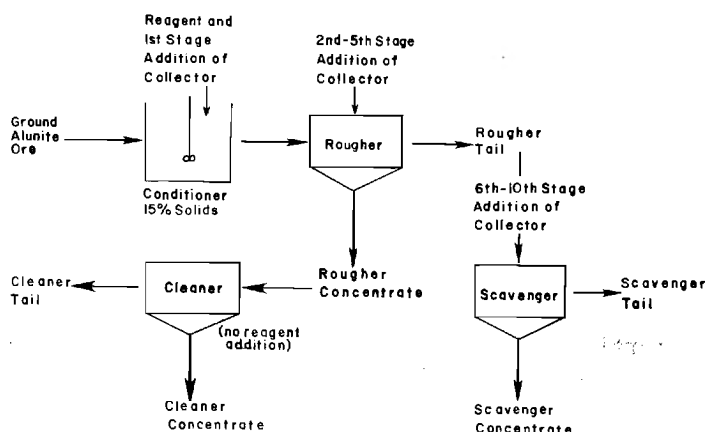 Reagent and
1st Stage
Addition of
Collector
2nd-5th Stage
Addition of
Collector
Ground
Alunite
Ore
Rougher
Rougher
Tail
Conditioner
15% Solids
6th-10th Stage
Addition of
Collector
Cleaner
Tail
Cleaner
(no reagent
addition)
Rougher
Concentrate
Scavenger
Scavenger
Tail
Cleaner
Concentrate
Scavenger
Concentrate